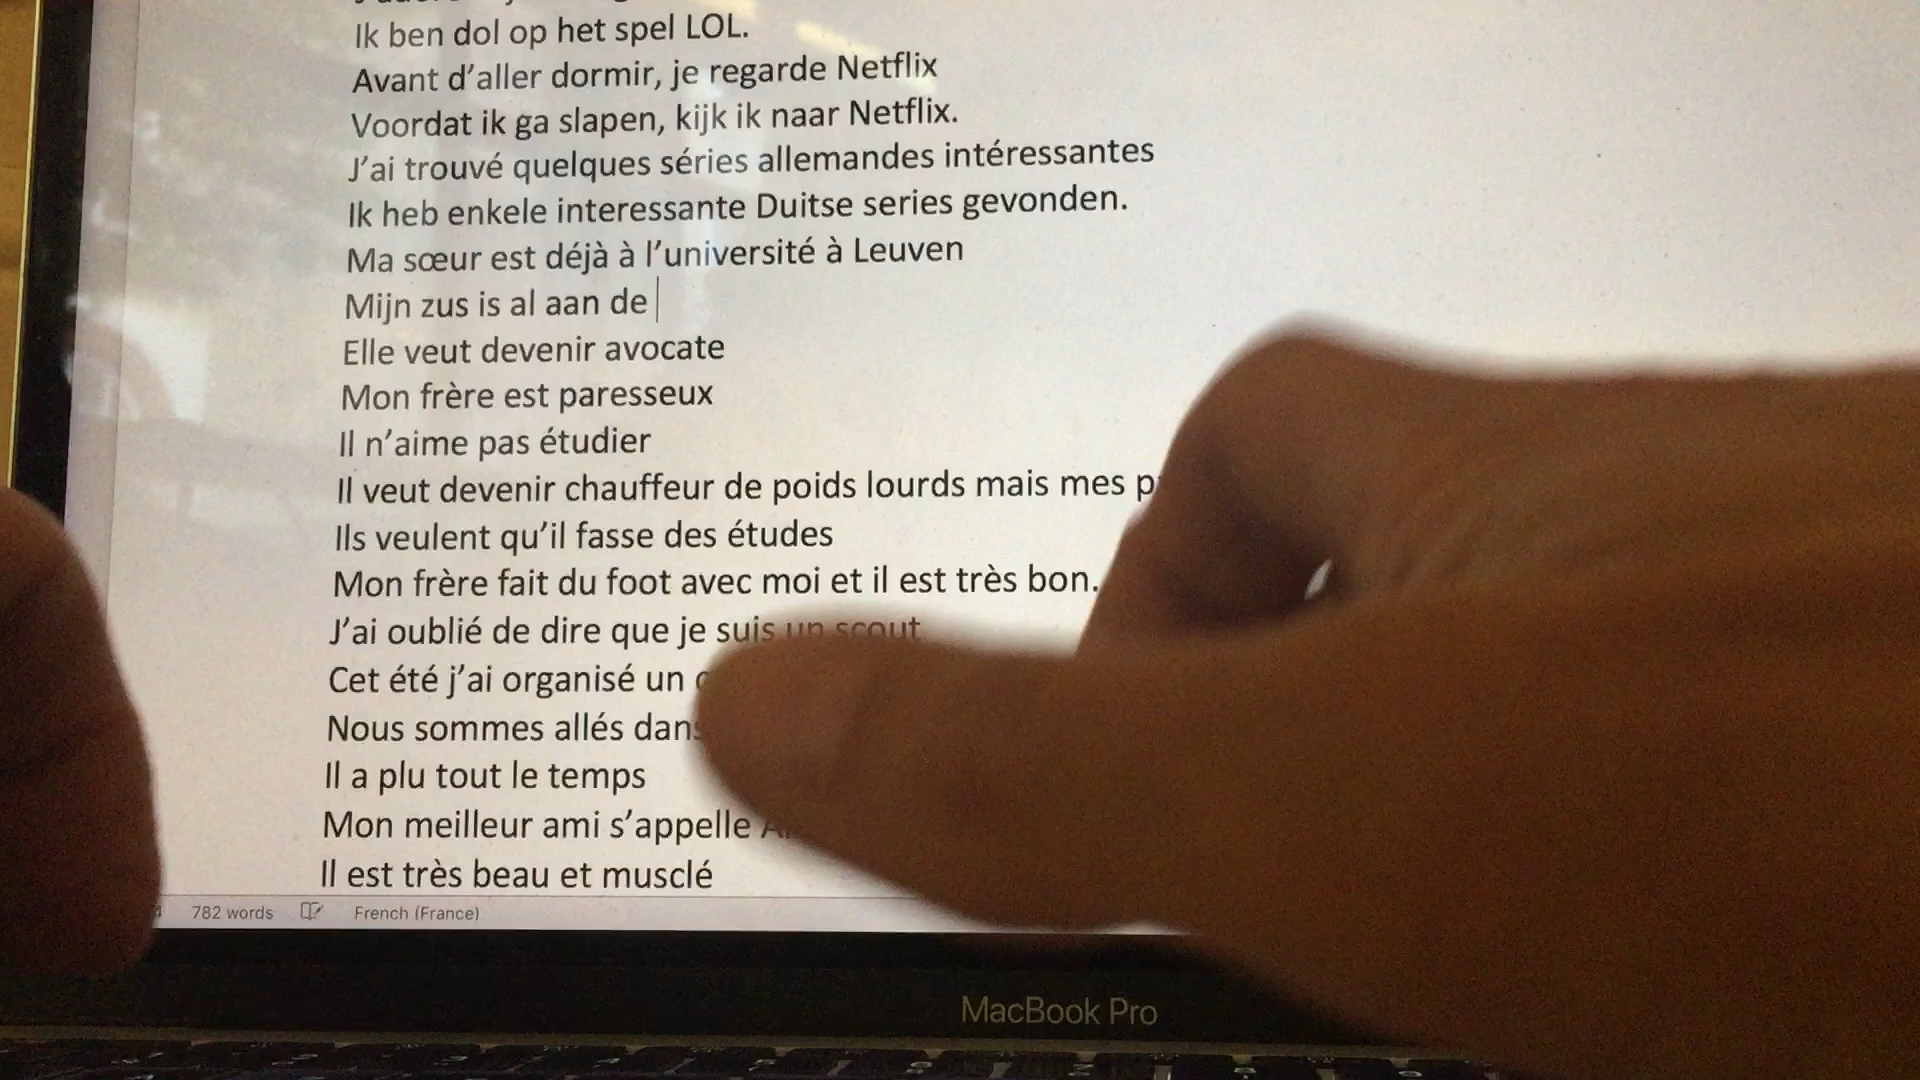 Ik ben dol op het spel LOL.
Avant d’aller dormir, je regarde Netflix
Voordat ik ga slapen, kijk ik naar Netflix.
J’ai trouvé quelques séries allemandes intéressantes
Ik heb enkele interessante Duitse series gevonden.
Ma sœur est déjà à l’université à Leuven
Mijn zus is al aan de
Elle veut devenir avocate
Mon frère est paresseux
Il n’aime pas étudier
Il veut devenir chauffeur de poids lourds mais mes
Ils veulent qu’il fasse des études
Mon frère fait du foot avec moi et il est très bon.
J’ai oublié de dire que je suis un scout
Cet été j’ai organisé un
Nous sommes allés dans
Il a plu tout le temps
Mon meilleur ami s’appelle
Il est très beau et musclé
782 words French (France)
MacBook Pro